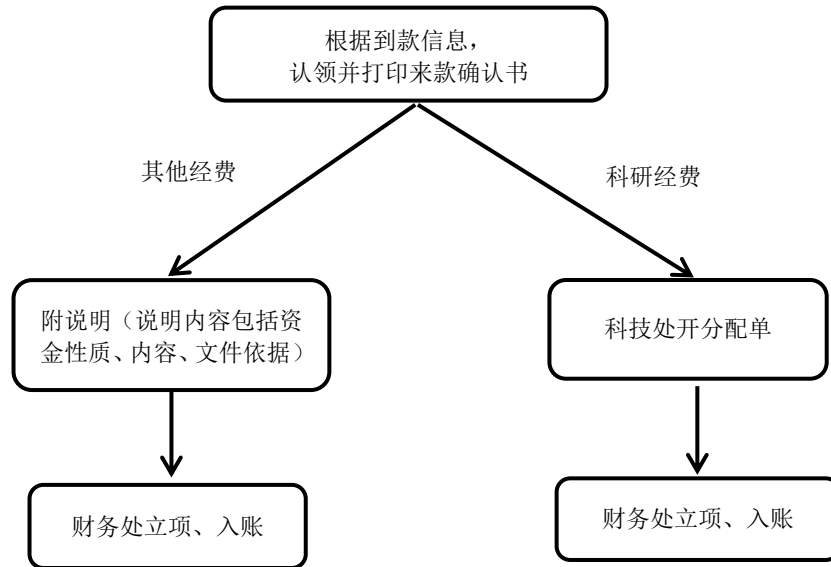 根据到款信息，
认领并打印来款确认书
其他经费
科研经费
附说明（说明内容包括资
金性质、内容、文件依据）
科技处开分配单
财务处立项、入账
财务处立项、入账